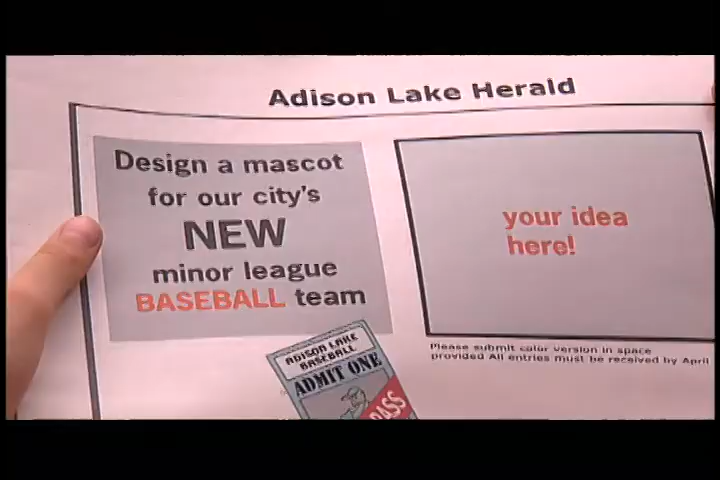 Adison Lake Herald
Design a mascot
for our city's
NEW
minor league
BASEBALL team
your idea
here!
Please submit color version in space
provided All entries must be received by April
ADISON LAKE
BASEBALL
ADMIT ONE
PASS